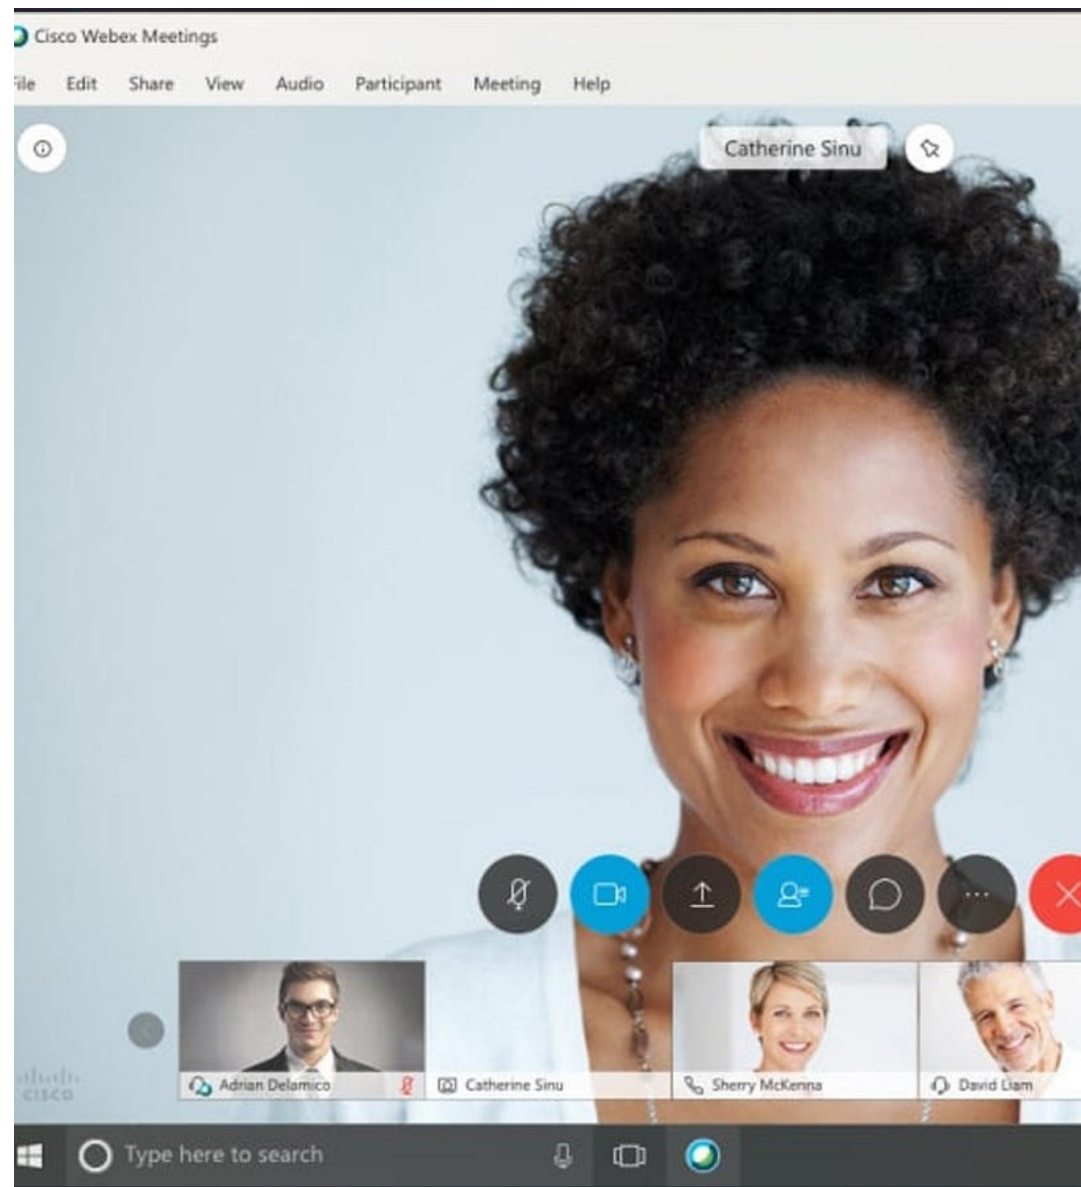 Cisco Webex Meetings
File Edit Share View Audio Participant Meeting Help
Catherine Sinu
Adrian Delamico
Catherine Sinu
Sherry McKenna
David Liam
CISCO
Type here to search